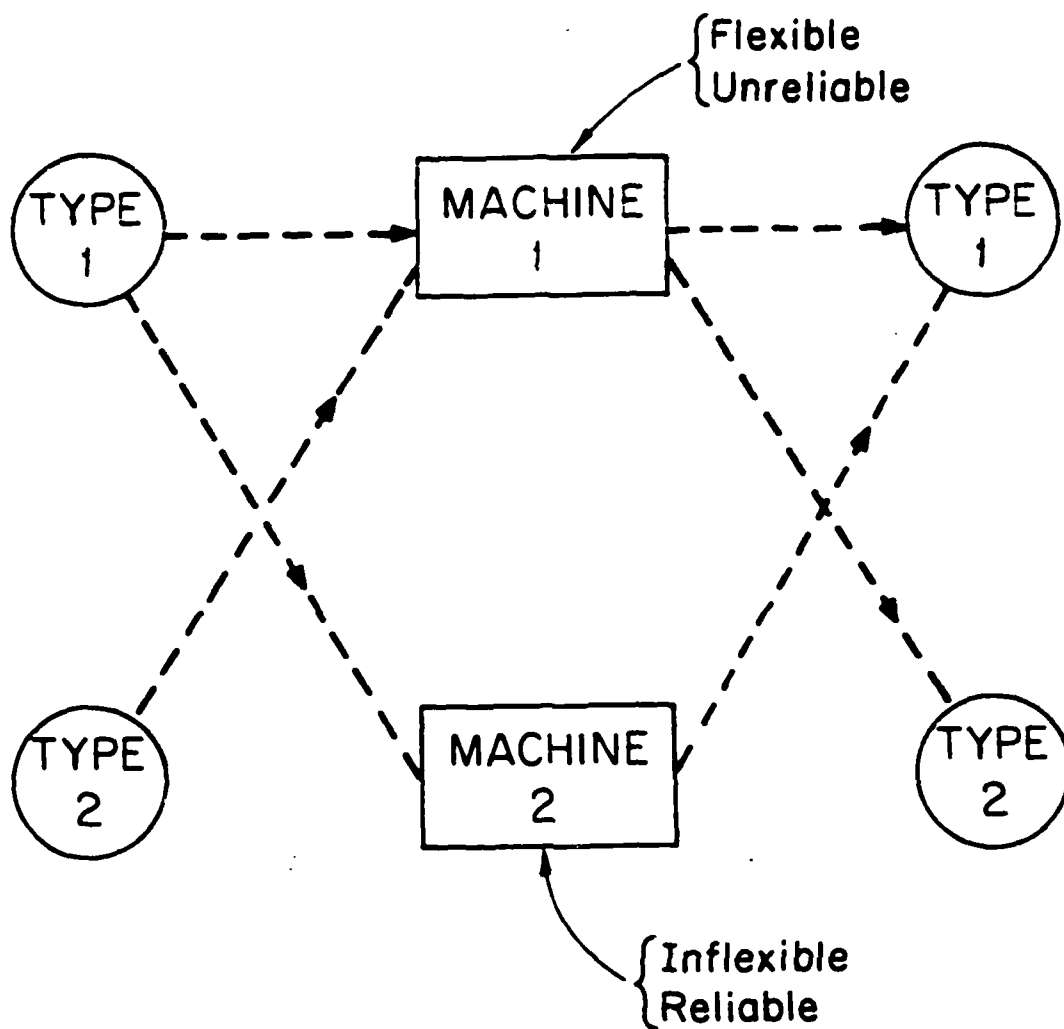 Flexible
Unreliable
TYPE
1
MACHINE
1
TYPE
1
TYPE
2
MACHINE
2
TYPE
2
Inflexible
Reliable